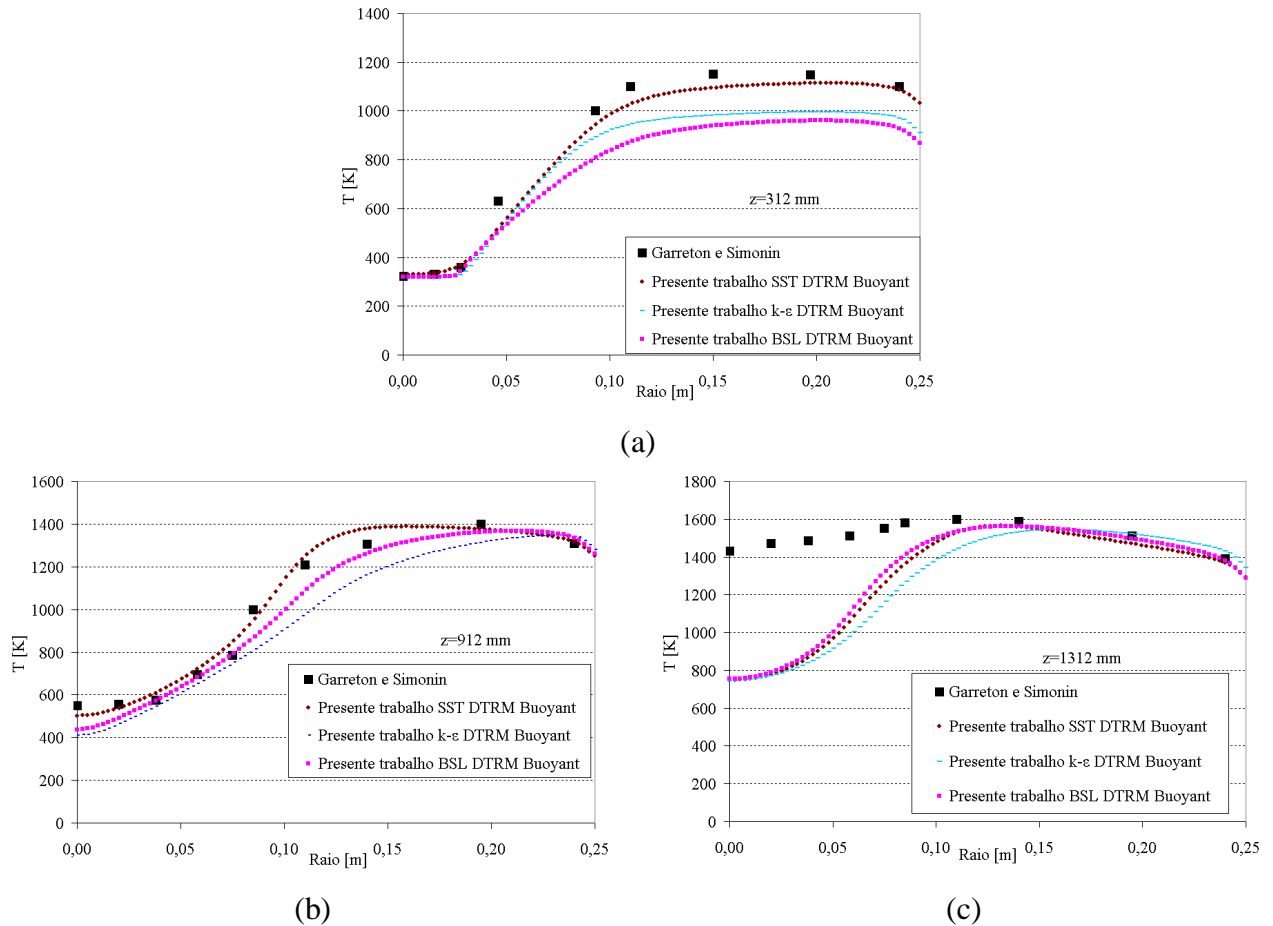 1400
1200
1000
800
600
400
200
0
T [K]
z=312 mm
Garreton e Simonin
Presente trabalho SST DTRM Buoyant
Presente trabalho k-ε DTRM Buoyant
Presente trabalho BSL DTRM Buoyant
0,00 0,05 0,10 0,15 0,20 0,25
Raio [m]
(a)
1600
1400
1200
1000
800
600
400
200
0
T [K]
z=912 mm
Garreton e Simonin
Presente trabalho SST DTRM Buoyant
Presente trabalho k-ε DTRM Buoyant
Presente trabalho BSL DTRM Buoyant
0,00 0,05 0,10 0,15 0,20 0,25
Raio [m]
(b)
1800
1600
1400
1200
1000
800
600
400
200
0
T [K]
z=1312 mm
Garreton e Simonin
Presente trabalho SST DTRM Buoyant
Presente trabalho k-ε DTRM Buoyant
Presente trabalho BSL DTRM Buoyant
0,00 0,05 0,10 0,15 0,20 0,25
Raio [m]
(c)